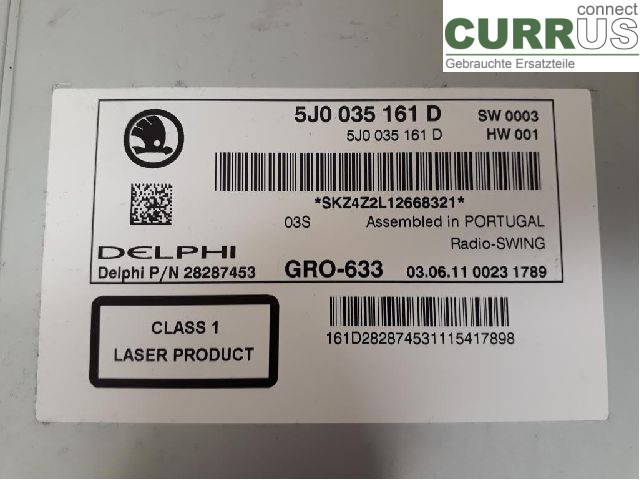 connect
CURRUS
Gebrauchte Ersatzteile
5J0 035 161 D SW 0003
5J0 035 161 D HW 001
*SKZ4Z2L12668321*
03S Assembled in PORTUGAL
Radio-SWING
DELPHI
Delphi P/N 28287453 GRO-633 03.06.11 0023 1789
CLASS 1
LASER PRODUCT
161D282874531115417898